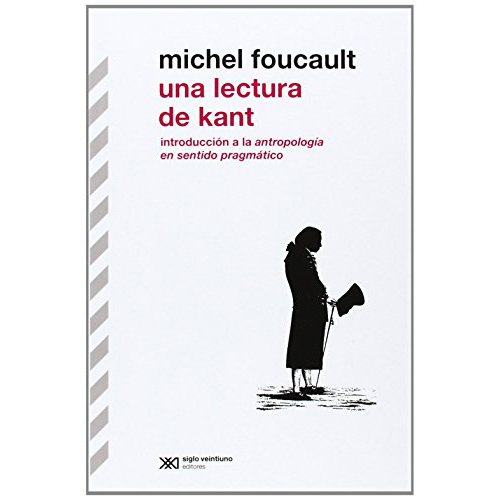 michel foucault
una lectura
de kant
introducción a la antropología
en sentido pragmático
siglo veintiuno
editores